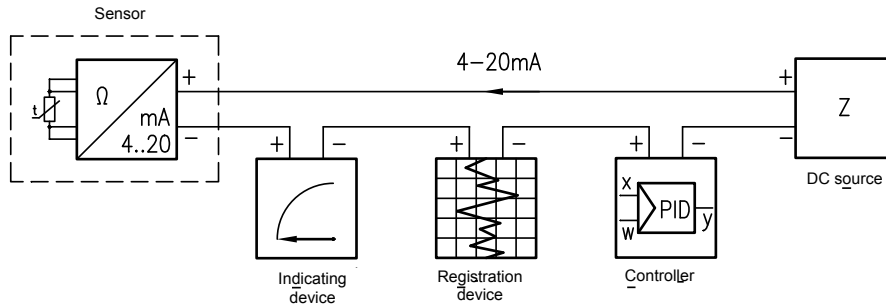 Sensor
4-20mA
+
+
Ω
t
mA
4..20
Z
−
+
−
+
−
+
−
−
DC source
x
PID
y
w
Indicating
device
Registration
device
Controller